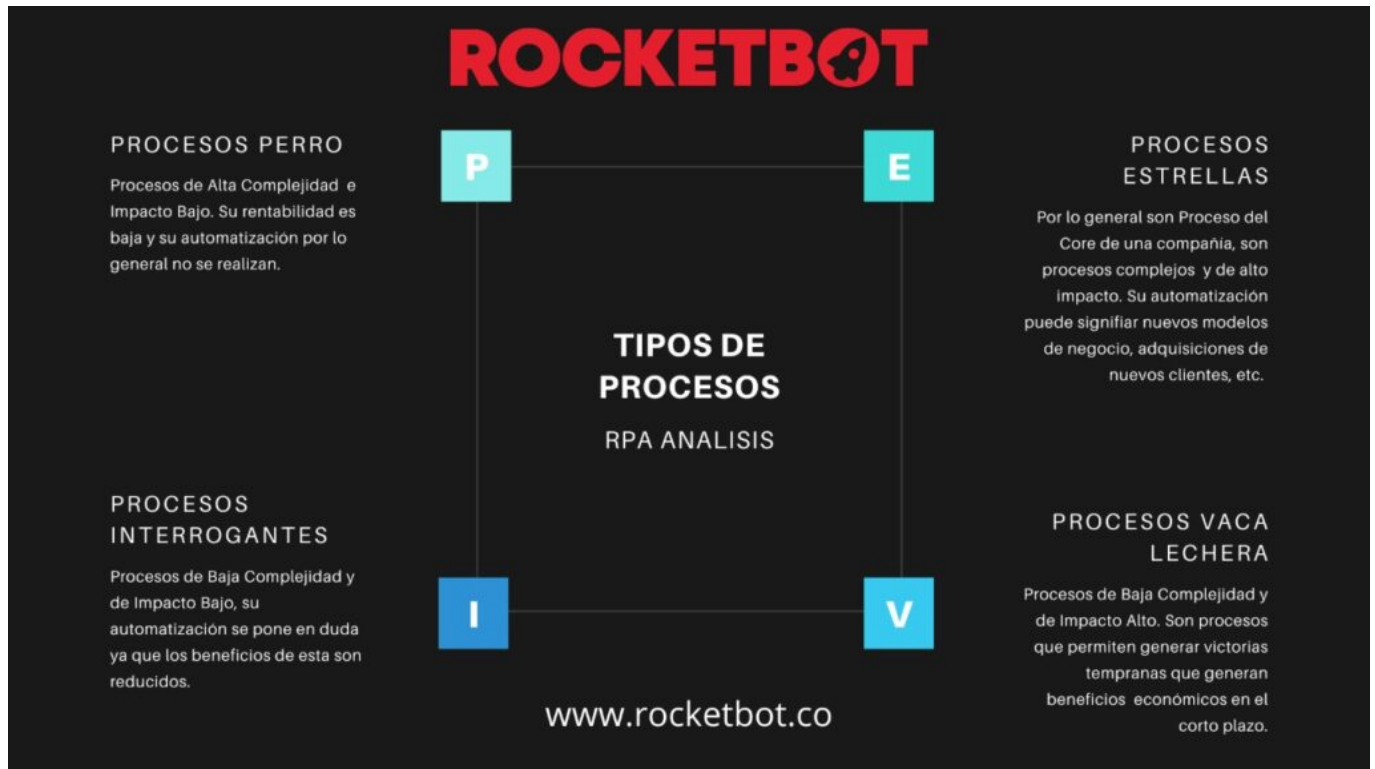 ROCKETBOT
PROCESOS PERRO
Procesos de Alta Complejidad e
Impacto Bajo. Su rentabilidad es
baja y su automatización por lo
general no se realizan.
P
E
PROCESOS
ESTRELLAS
Por lo general son Proceso del
Core de una compañía, son
procesos complejos y de alto
impacto. Su automatización
puede signifiar nuevos modelos
de negocio, adquisiciones de
nuevos clientes, etc.
TIPOS DE
PROCESOS
RPA ANALISIS
PROCESOS
INTERROGANTES
Procesos de Baja Complejidad y
de Impacto Bajo, su
automatización se pone en duda
ya que los beneficios de esta son
reducidos.
I
V
PROCESOS VACA
LECHERA
Procesos de Baja Complejidad y
de Impacto Alto. Son procesos
que permiten generar victorias
tempranas que generan
beneficios económicos en el
corto plazo.
www.rocketbot.co